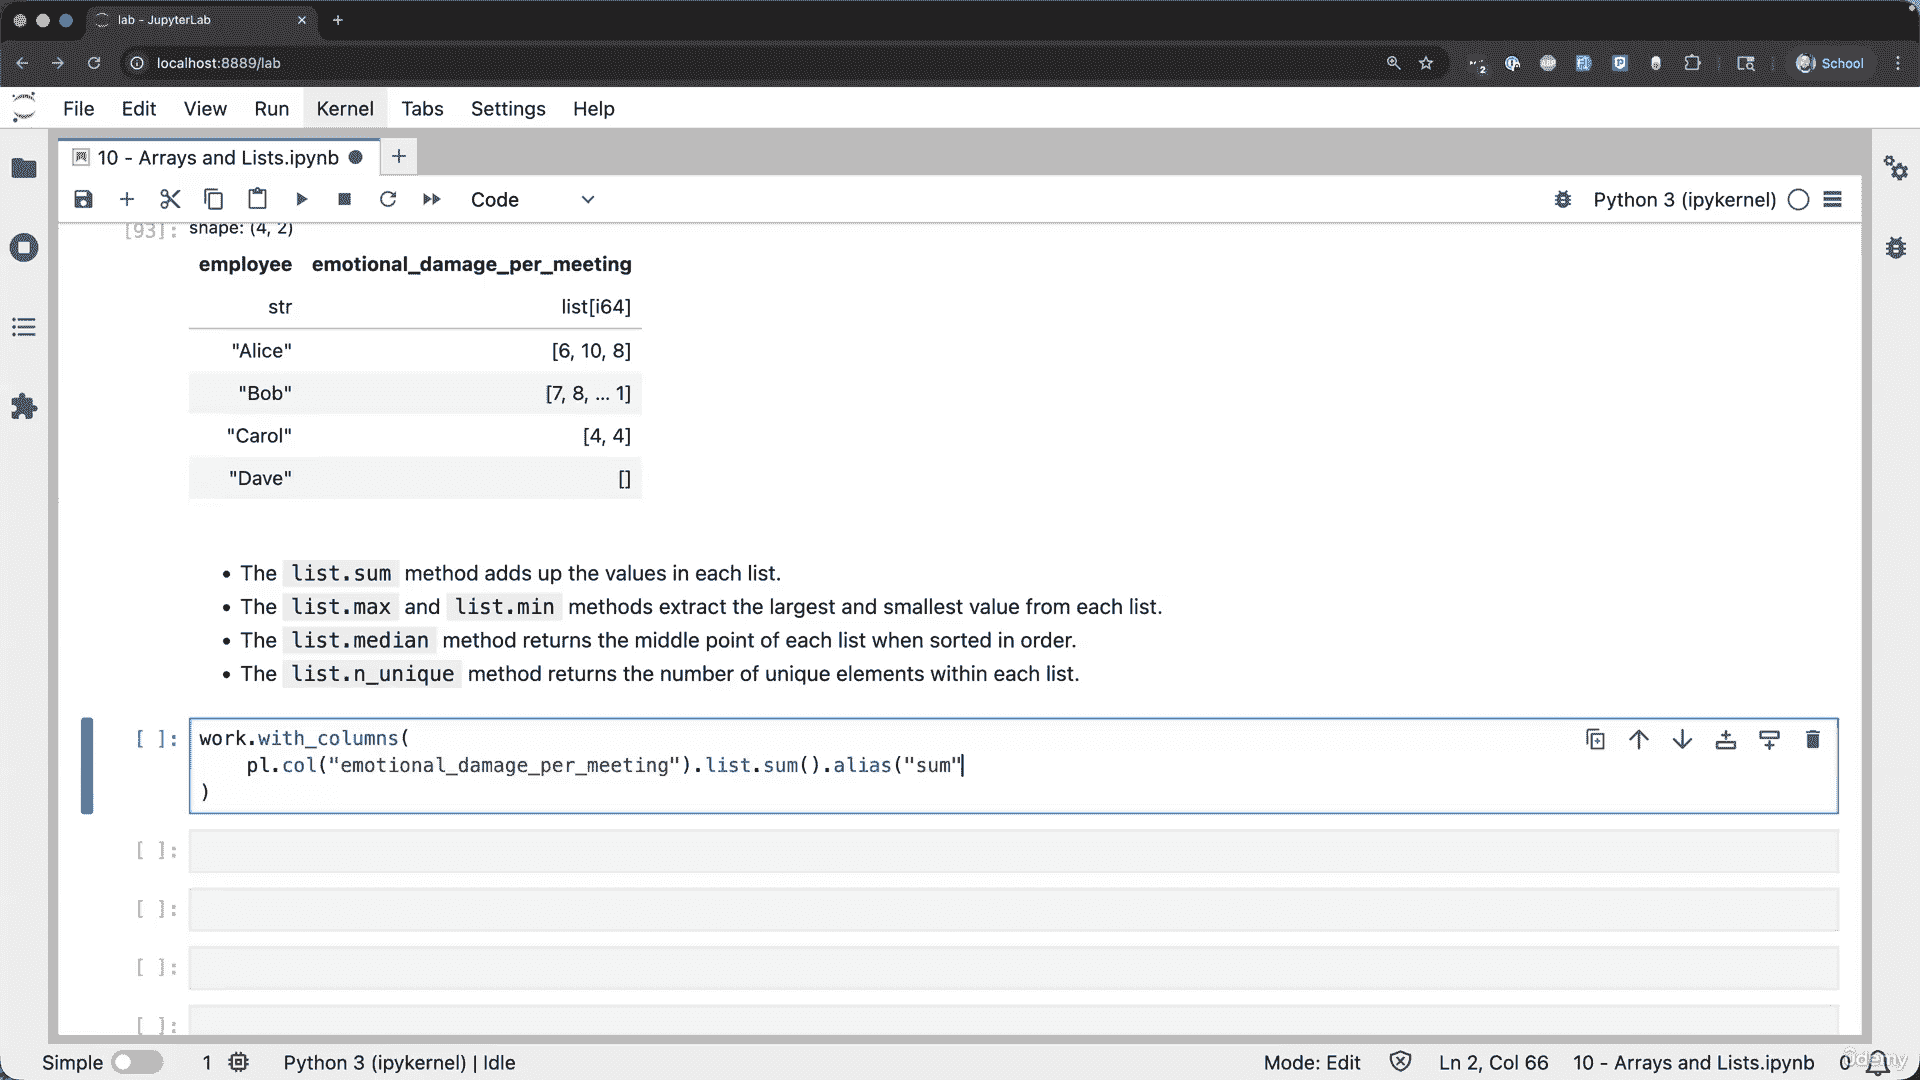 lab - JupyterLab
localhost:8889/lab
2
School
File Edit View Run Kernel Tabs Settings Help
10 - Arrays and Lists.ipynb
Code
Python 3 (ipykernel)
[93]: shape: (4, 2)
employee emotional_damage_per_meeting
str list[i64]
"Alice" [6, 10, 8]
"Bob" [7, 8, … 1]
"Carol" [4, 4]
"Dave" []
• The list.sum method adds up the values in each list.
• The list.max and list.min methods extract the largest and smallest value from each list.
• The list.median method returns the middle point of each list when sorted in order.
• The list.n_unique method returns the number of unique elements within each list.
[ ]: work.with_columns(
pl.col("emotional_damage_per_meeting").list.sum().alias("sum"
)
[ ]:
[ ]:
[ ]:
[ ]:
Simple 1 Python 3 (ipykernel) | Idle Mode: Edit Ln 2, Col 66 10 - Arrays and Lists.ipynb 0
udemy